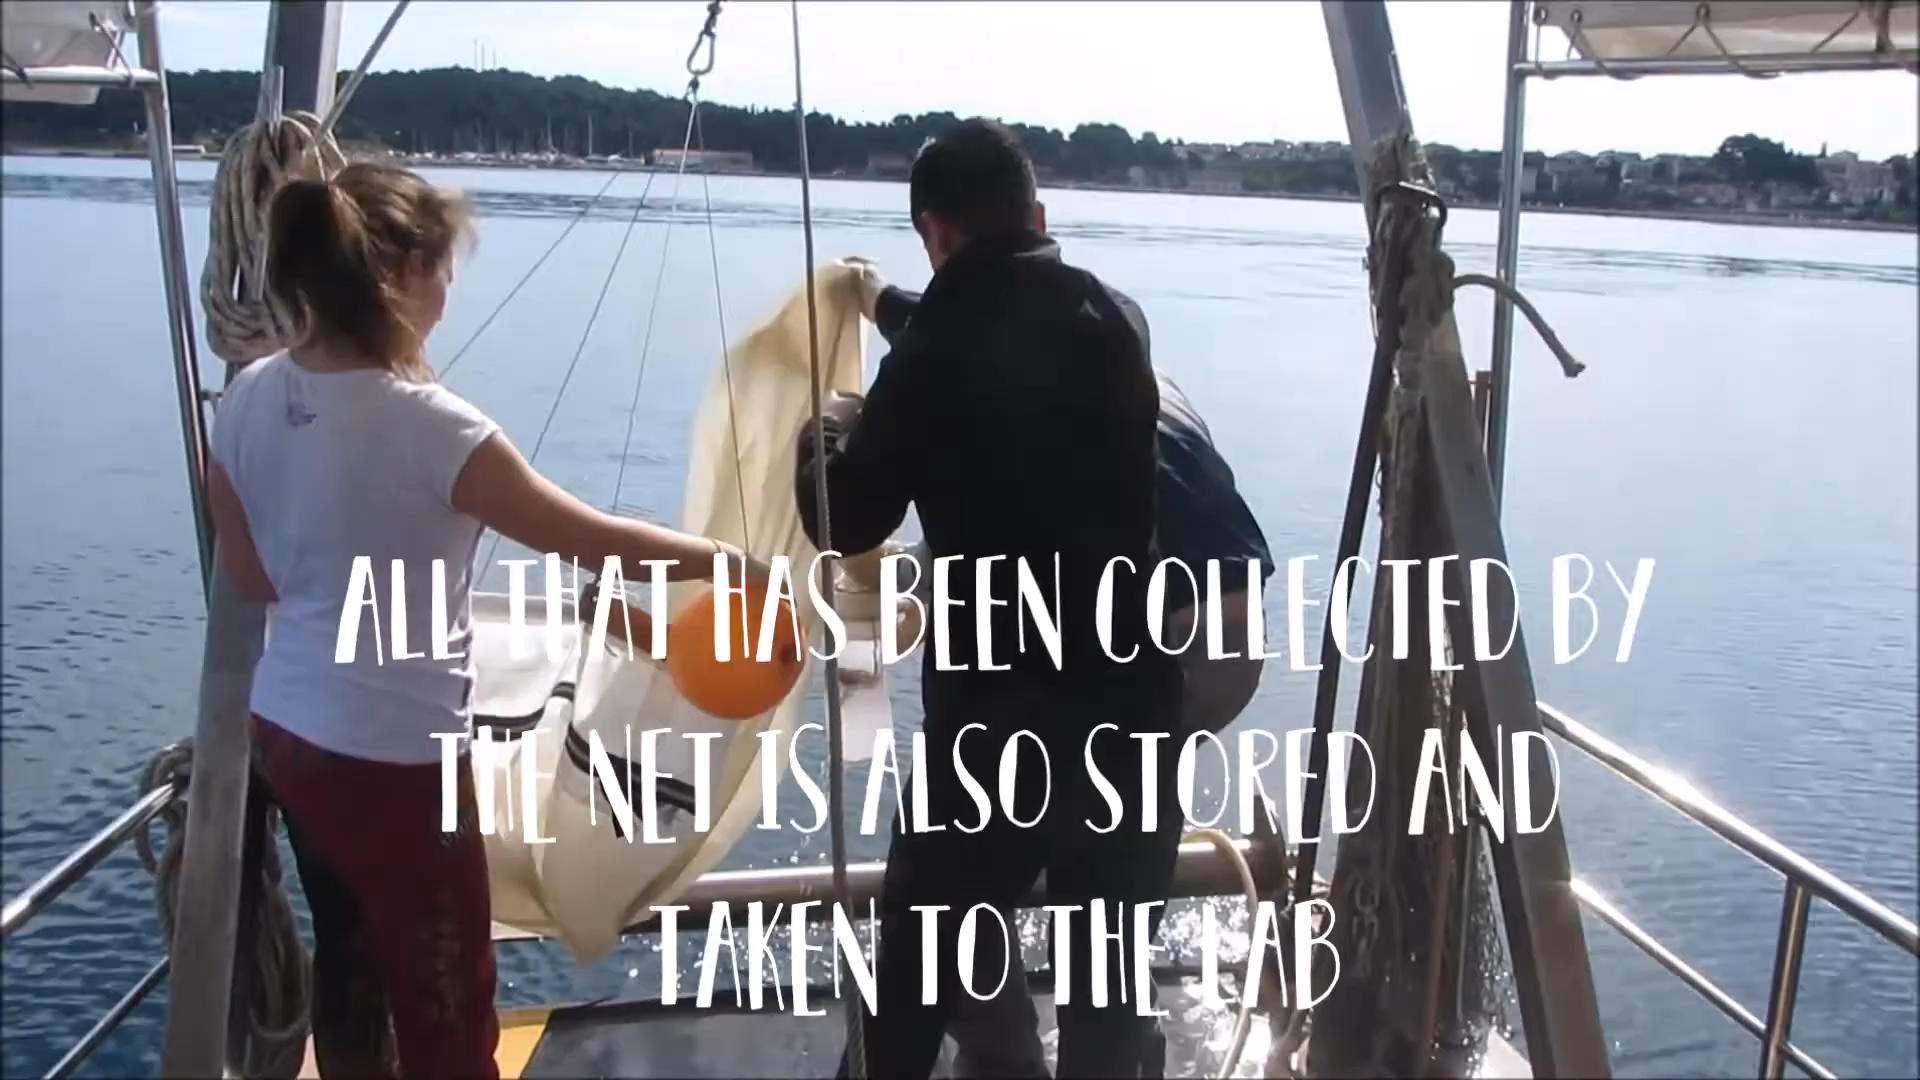 ALL THAT HAS BEEN COLLECTED BY
THE NET IS ALSO STORED AND
TAKEN TO THE LAB